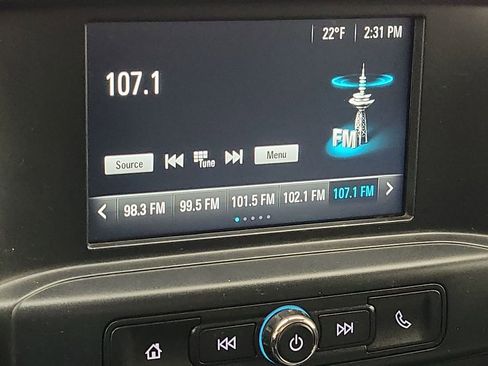 22°F 2:31 PM
107.1
FM
Source Tune Menu
98.3 FM 99.5 FM 101.5 FM 102.1 FM 107.1 FM